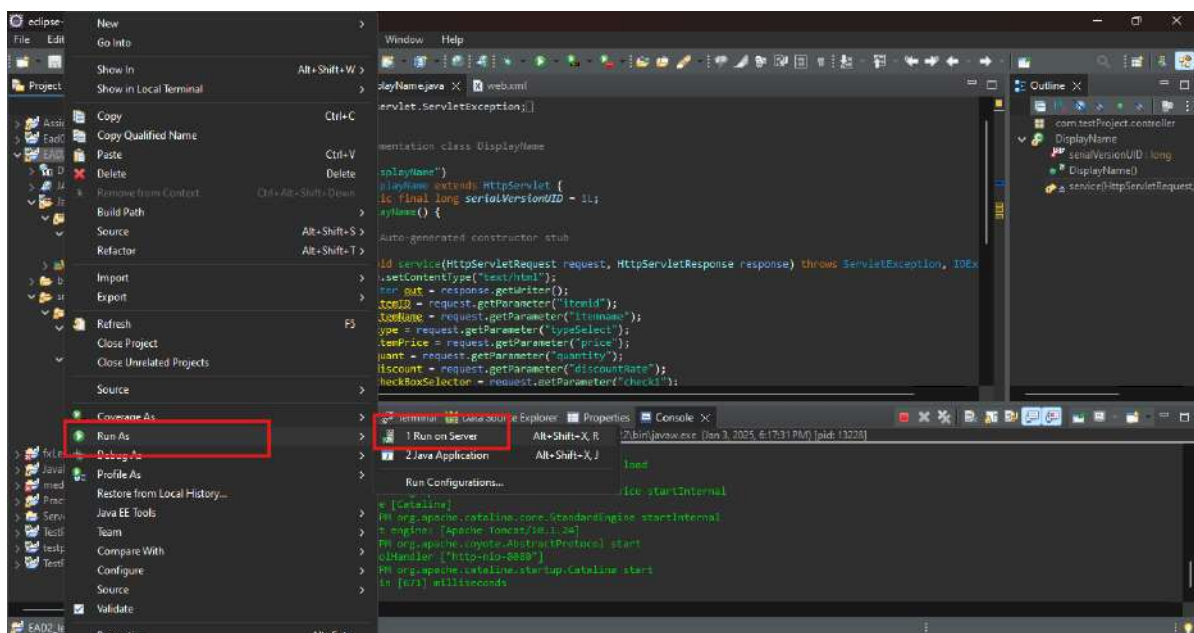 eclipse-
File Edit
Window Help
Project
New
Go Into
Show In Alt+Shift+W >
Show in Local Terminal >
Copy Ctrl+C
Copy Qualified Name
Paste Ctrl+V
Delete Delete
Remove from Context Ctrl+Alt+Shift+Down
Build Path >
Source Alt+Shift+S >
Refactor Alt+Shift+T >
Import >
Export >
Refresh F5
Close Project
Close Unrelated Projects
Source >
Coverage As >
Run As >
Debug As >
Profile As >
Restore from Local History...
Java EE Tools >
Team >
Compare With >
Configure >
Source >
Validate
1 Run on Server Alt+Shift+X, R
2 Java Application Alt+Shift+X, J
Run Configurations...
playName.java web.xml
ervlet.ServletException;
mentation class DisplayName
splayName")
playName extends HttpServlet {
ic final long serialVersionUID = 1L;
ayName() {
Auto-generated constructor stub
ld service(HttpServletRequest request, HttpServletResponse response) throws ServletException, IOEx
.setContentType("text/html");
ter out = response.getWriter();
temID = request.getParameter("itemid");
temName = request.getParameter("itemname");
ype = request.getParameter("typeSelect");
temPrice = request.getParameter("price");
uant = request.getParameter("quantity");
iscount = request.getParameter("discountRate");
heckBoxSelector = request.getParameter("check1");
Outline
com.testProject.controller
DisplayName
serialVersionUID : long
DisplayName()
service(HttpServletRequest,
Terminal Data Source Explorer Properties Console
\bin\javaw.exe (Jan 3, 2025, 6:17:31 PM) [pid: 13228]
load
ice startInternal
e [Catalina]
PM org.apache.catalina.core.StandardEngine startInternal
t engine: [Apache Tomcat/10.1.24]
PM org.apache.coyote.AbstractProtocol start
olHandler ["http-nio-8080"]
PM org.apache.catalina.startup.Catalina start
in [671] milliseconds